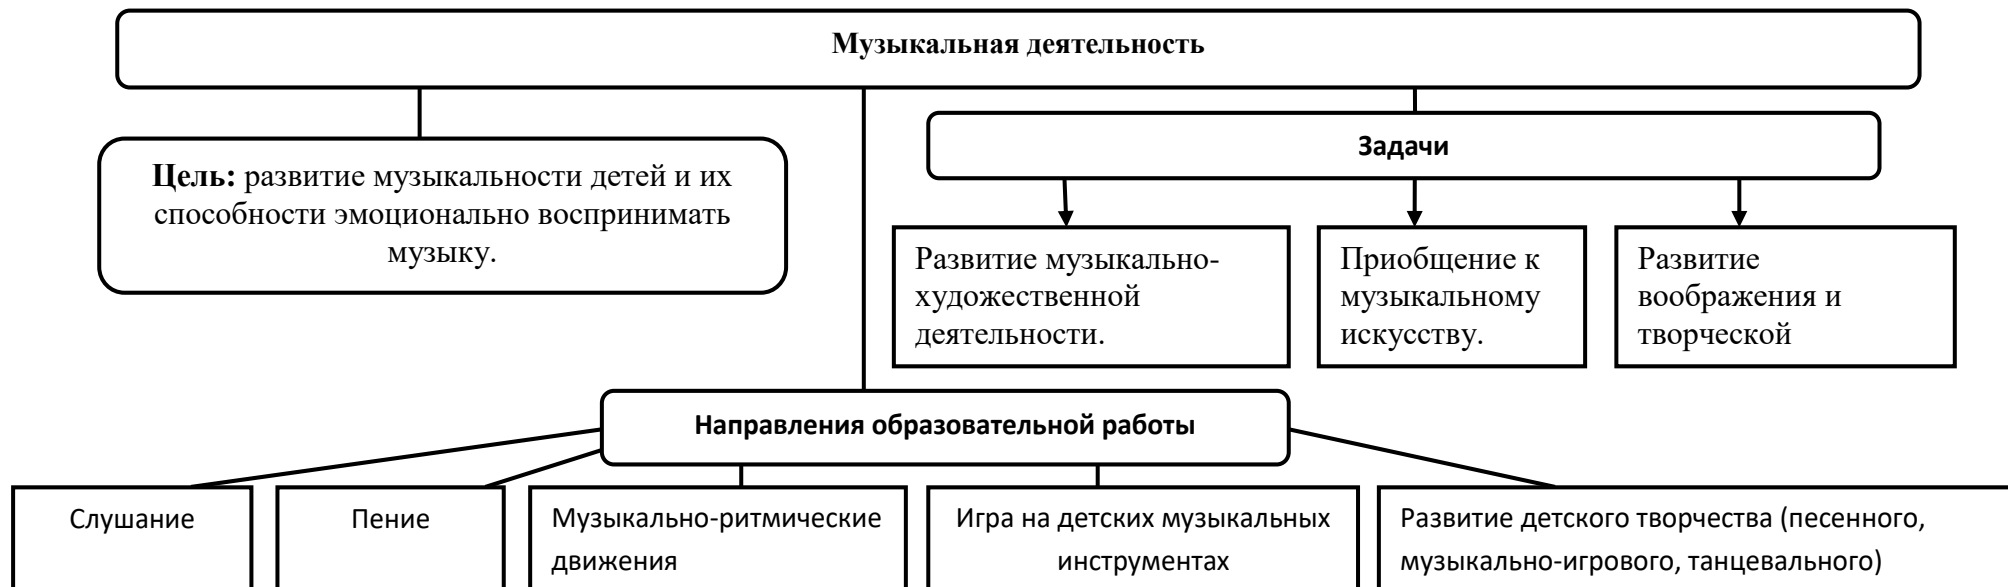 Музыкальная деятельность
Цель: развитие музыкальности детей и их
способности эмоционально воспринимать
музыку.
Задачи
Развитие музыкально-
художественной
деятельности.
Приобщение к
музыкальному
искусству.
Развитие
воображения и
творческой
Направления образовательной работы
Слушание
Пение
Музыкально-ритмические
движения
Игра на детских музыкальных
инструментах
Развитие детского творчества (песенного,
музыкально-игрового, танцевального)